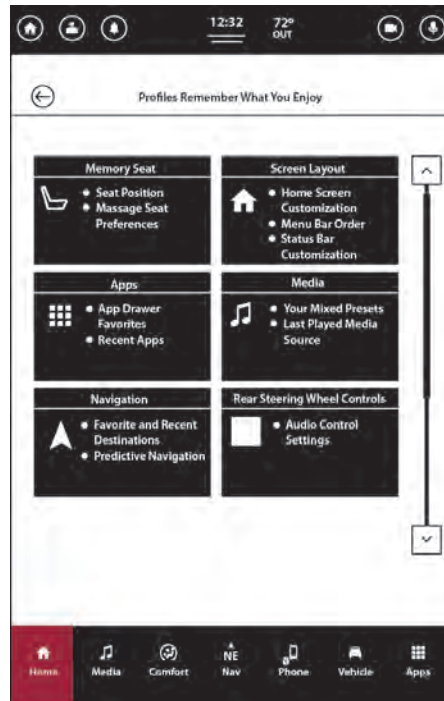 12:32
72º
OUT
Profiles Remember What You Enjoy
Memory Seat
• Seat Position
• Massage Seat
Preferences
Screen Layout
• Home Screen
Customization
• Menu Bar Order
• Status Bar
Customization
Apps
• App Drawer
Favorites
• Recent Apps
Media
• Your Mixed Presets
• Last Played Media
Source
Navigation
• Favorite and Recent
Destinations
• Predictive Navigation
Rear Steering Wheel Controls
• Audio Control
Settings
Home
Media
Comfort
NE
Nav
Phone
Vehicle
Apps